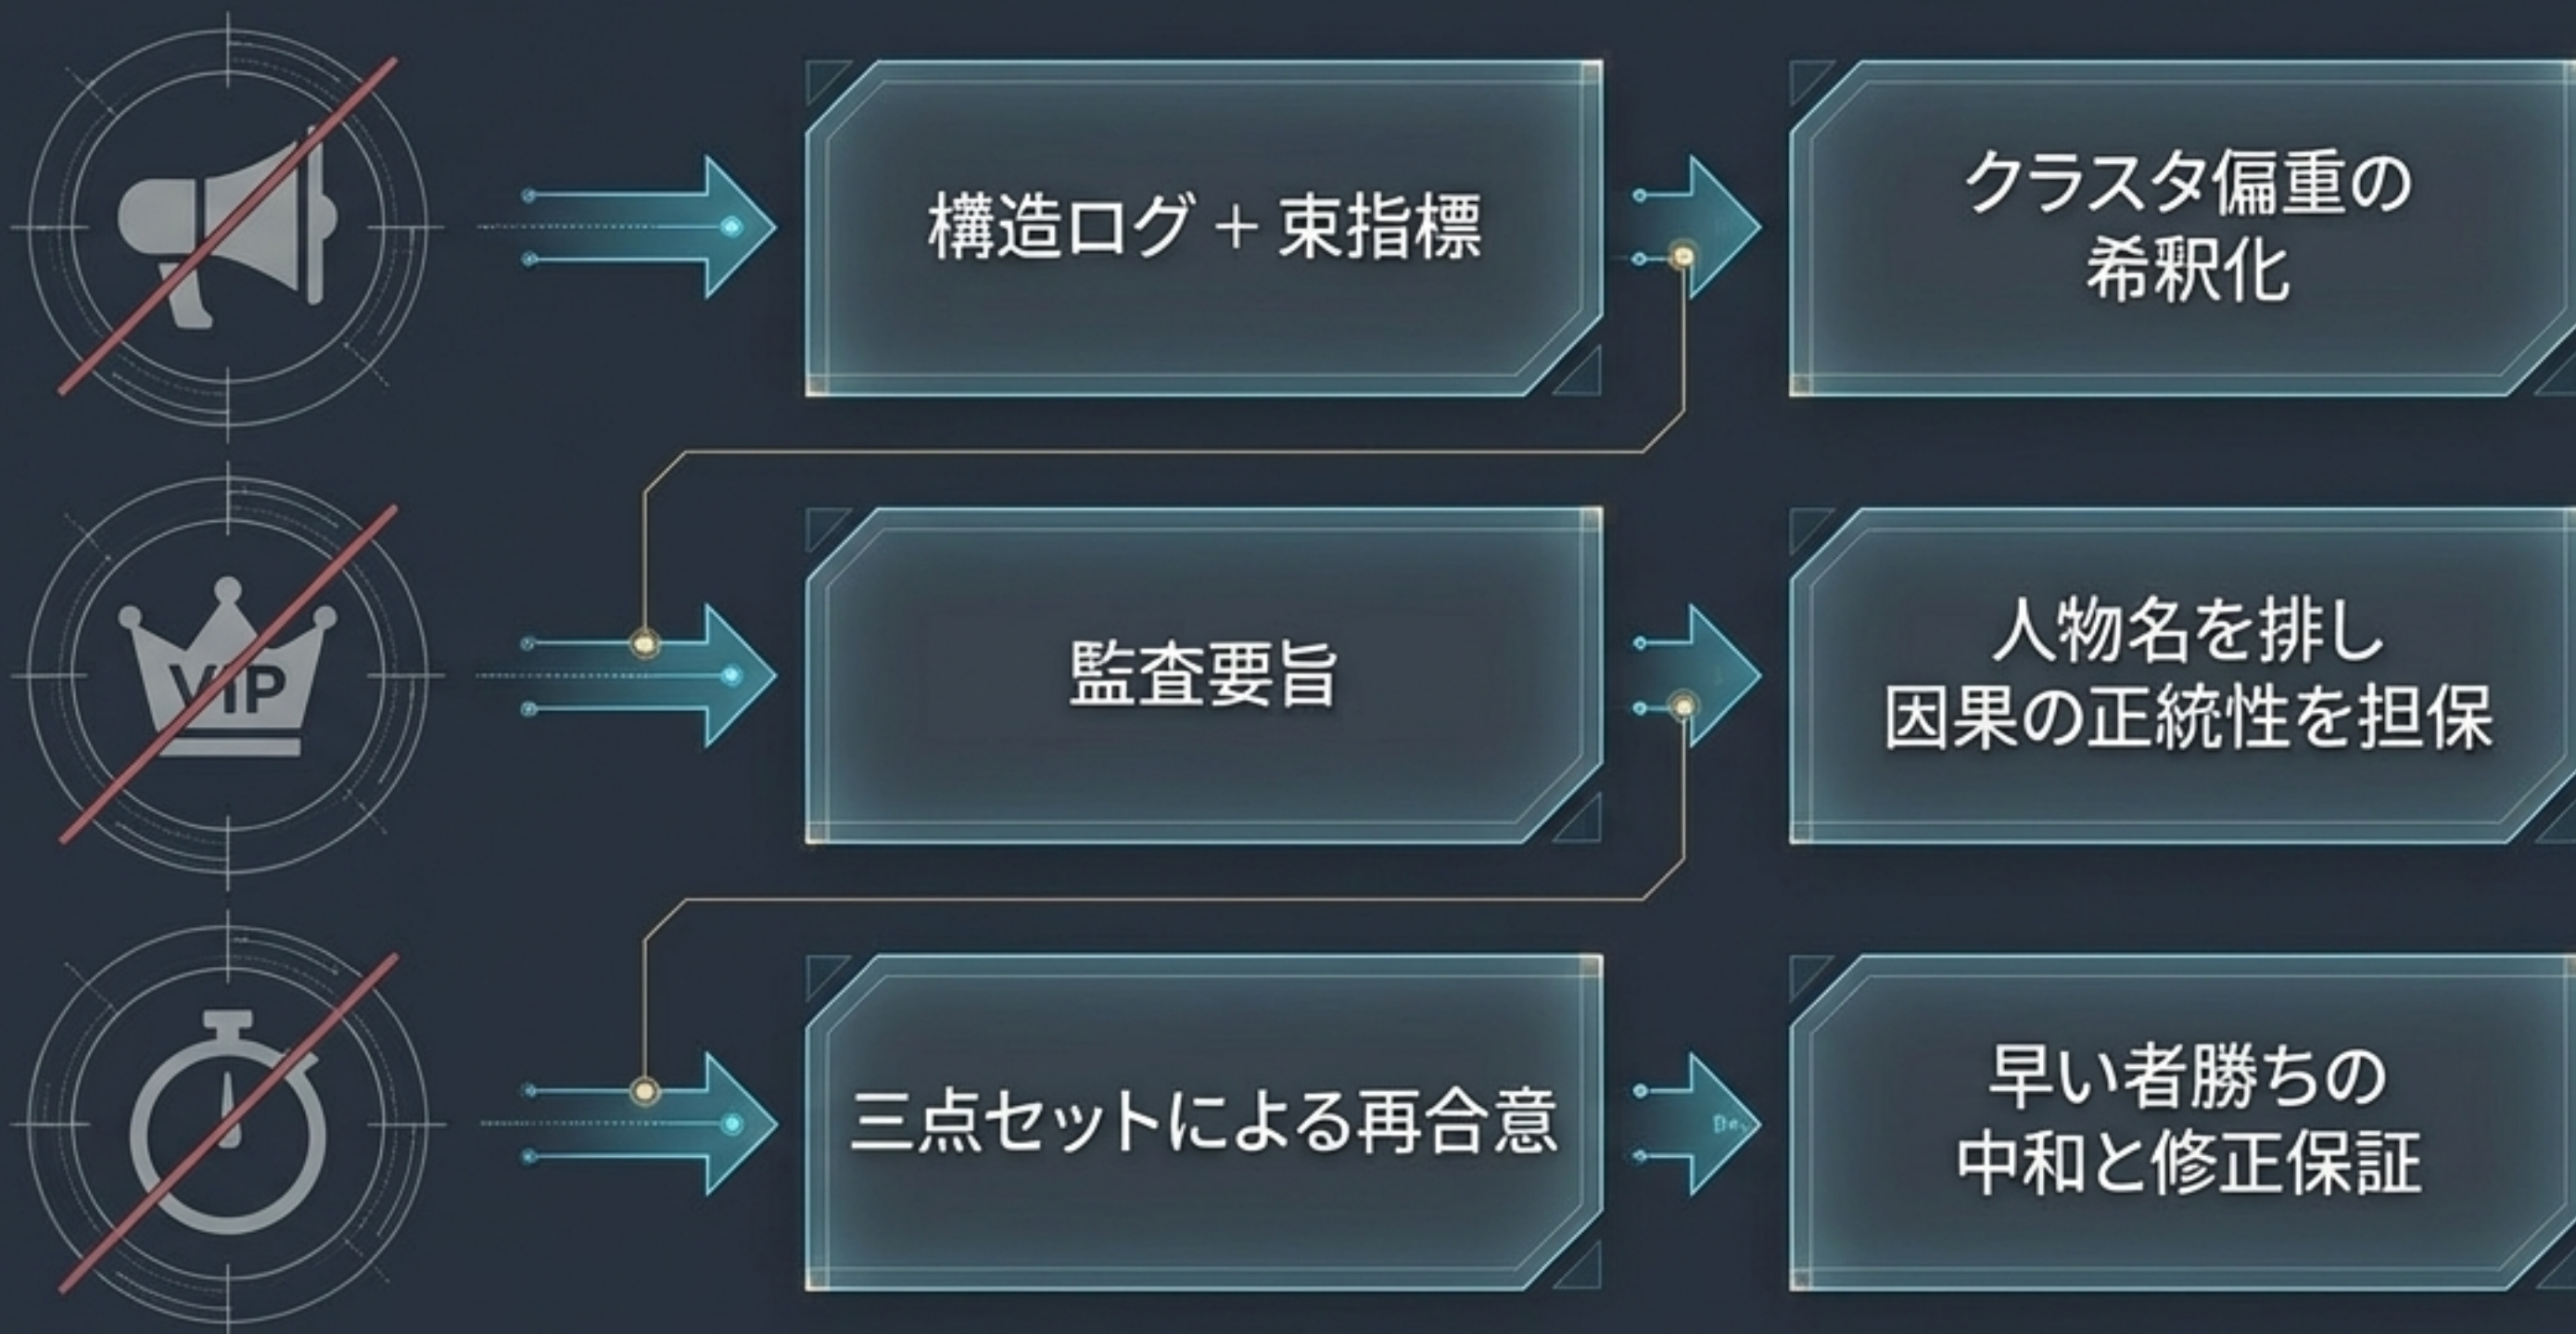 構造ログ + 束指標
クラスタ偏重の
希釈化
VIP
監査要旨
人物名を排し
因果の正統性を担保
三点セットによる再合意
早い者勝ちの
中和と修正保証